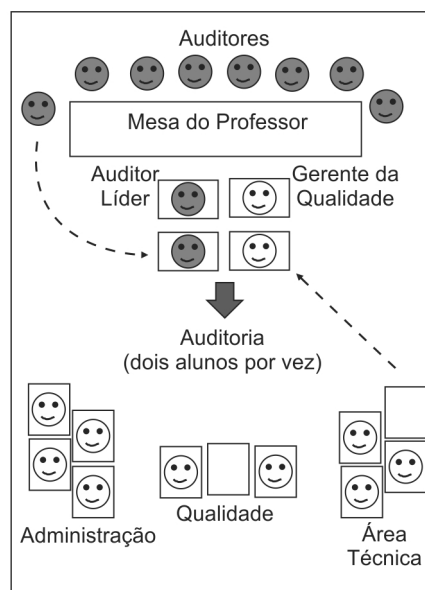 Auditores
Mesa do Professor
Auditor
Líder
Gerente da
Qualidade
Auditoria
(dois alunos por vez)
Administração
Qualidade
Área
Técnica